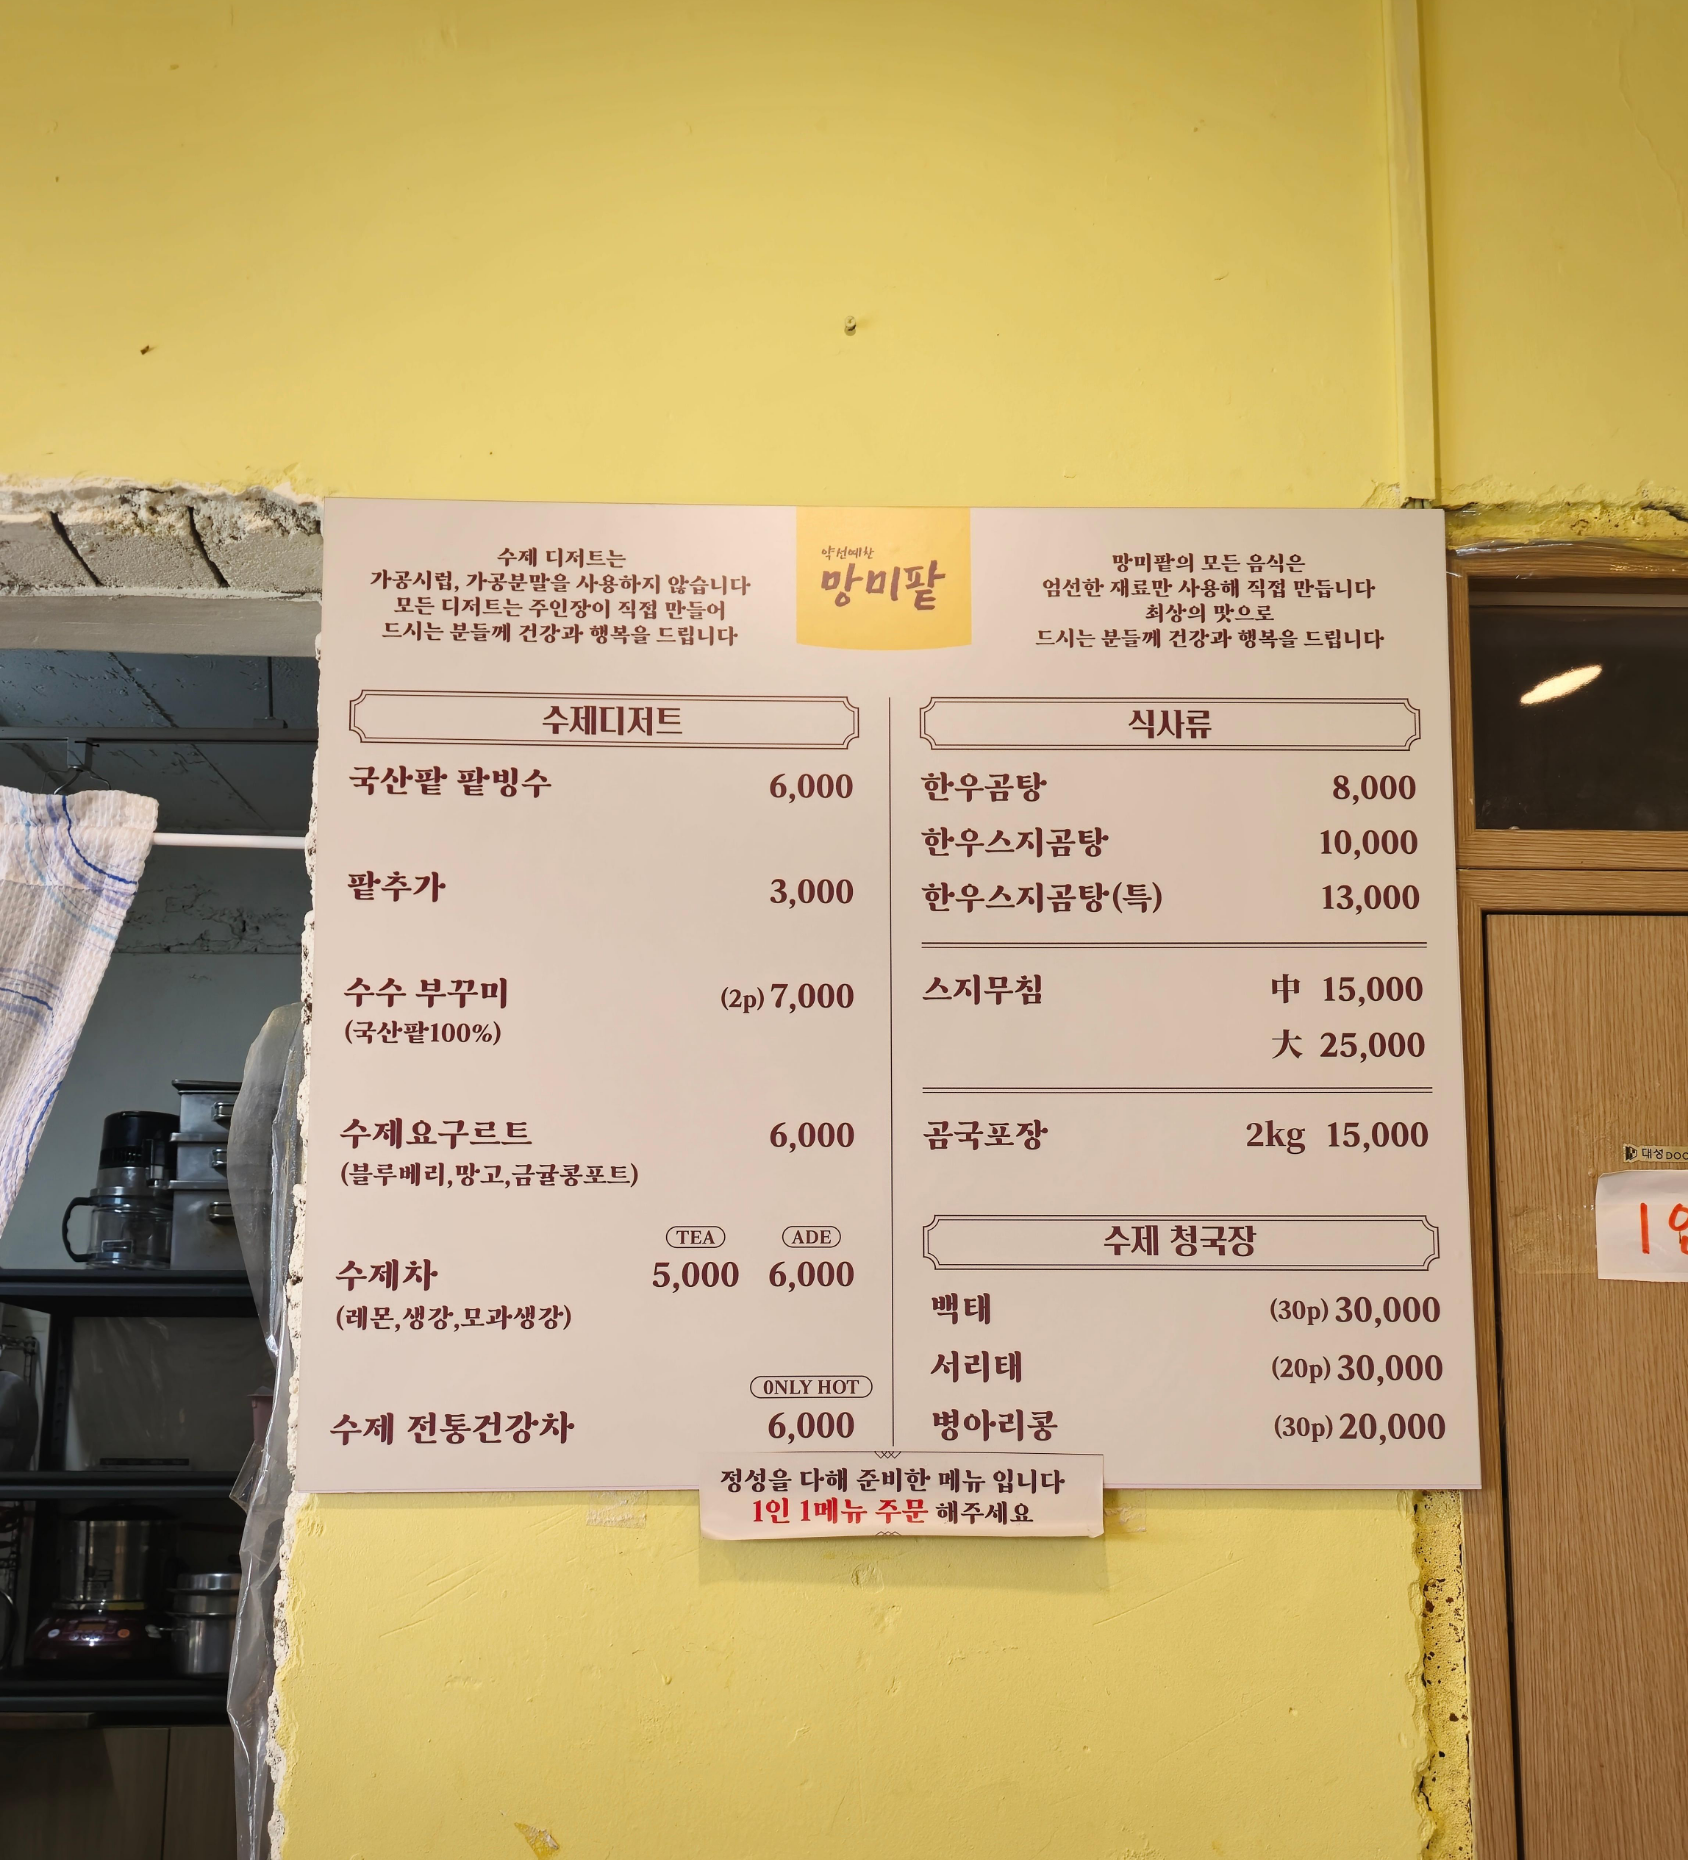 수제 디저트는
가공시럽, 가공분말을 사용하지 않습니다
모든 디저트는 주인장이 직접 만들어
드시는 분들께 건강과 행복을 드립니다
약선예찬
망미팥
망미팥의 모든 음식은
엄선한 재료만 사용해 직접 만듭니다
최상의 맛으로
드시는 분들께 건강과 행복을 드립니다
수제디저트
국산팥 팥빙수 6,000
팥추가 3,000
수수 부꾸미 (2p) 7,000
(국산팥100%)
수제요구르트 6,000
(블루베리,망고,금귤콩포트)
TEA ADE
수제차 5,000 6,000
(레몬,생강,모과생강)
ONLY HOT
수제 전통건강차 6,000
식사류
한우곰탕 8,000
한우스지곰탕 10,000
한우스지곰탕(특) 13,000
스지무침 中 15,000
大 25,000
곰국포장 2kg 15,000
수제 청국장
백태 (30p) 30,000
서리태 (20p) 30,000
병아리콩 (30p) 20,000
정성을 다해 준비한 메뉴 입니다
1인 1메뉴 주문 해주세요
대성DOO
1인